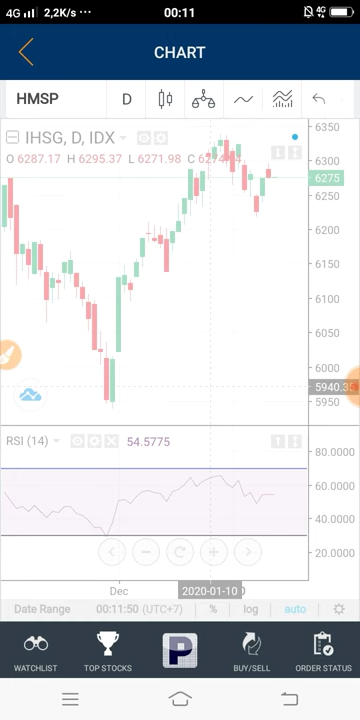 4G 2,2K/s ··· 00:11 4G
CHART
HMSP D
IHSG, D, IDX
O 6287.17 H 6295.37 L 6271.98
6350
6300
6275
6250
6200
6150
6100
6050
6000
5940.35
5950
RSI (14) 54.5775
80.0000
60.0000
40.0000
20.0000
Dec 2020-01-10
Date Range 00:11:50 (UTC+7) % log auto
WATCHLIST TOP STOCKS P BUY/SELL ORDER STATUS